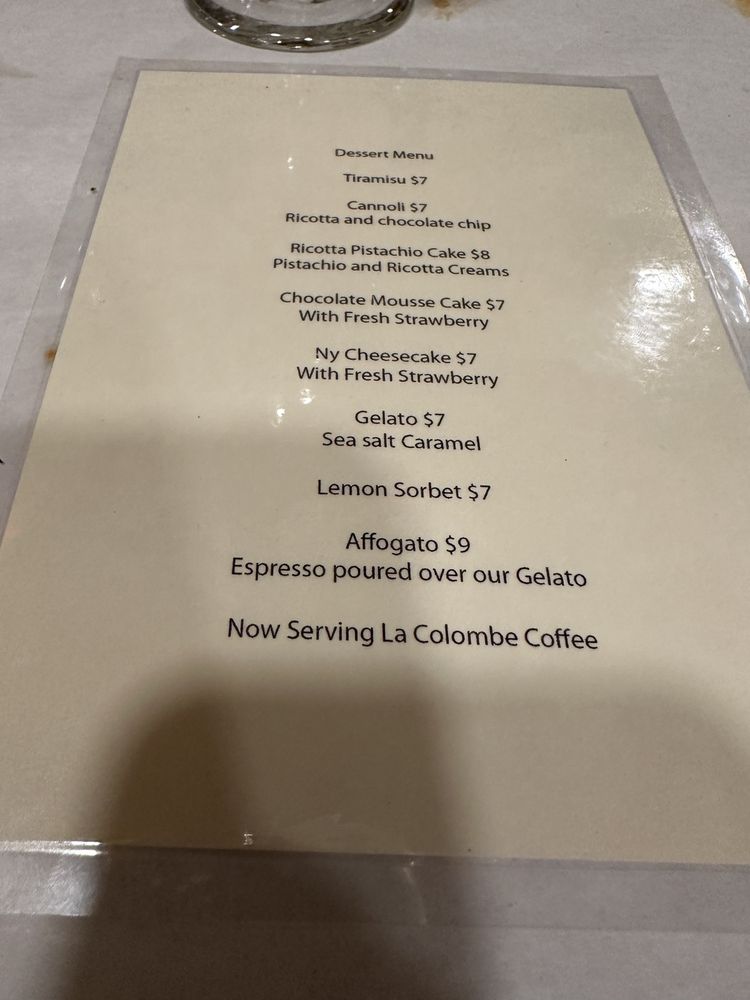 Dessert Menu
Tiramisu $7
Cannoli $7
Ricotta and chocolate chip
Ricotta Pistachio Cake $8
Pistachio and Ricotta Creams
Chocolate Mousse Cake $7
With Fresh Strawberry
Ny Cheesecake $7
With Fresh Strawberry
Gelato $7
Sea salt Caramel
Lemon Sorbet $7
Affogato $9
Espresso poured over our Gelato
Now Serving La Colombe Coffee